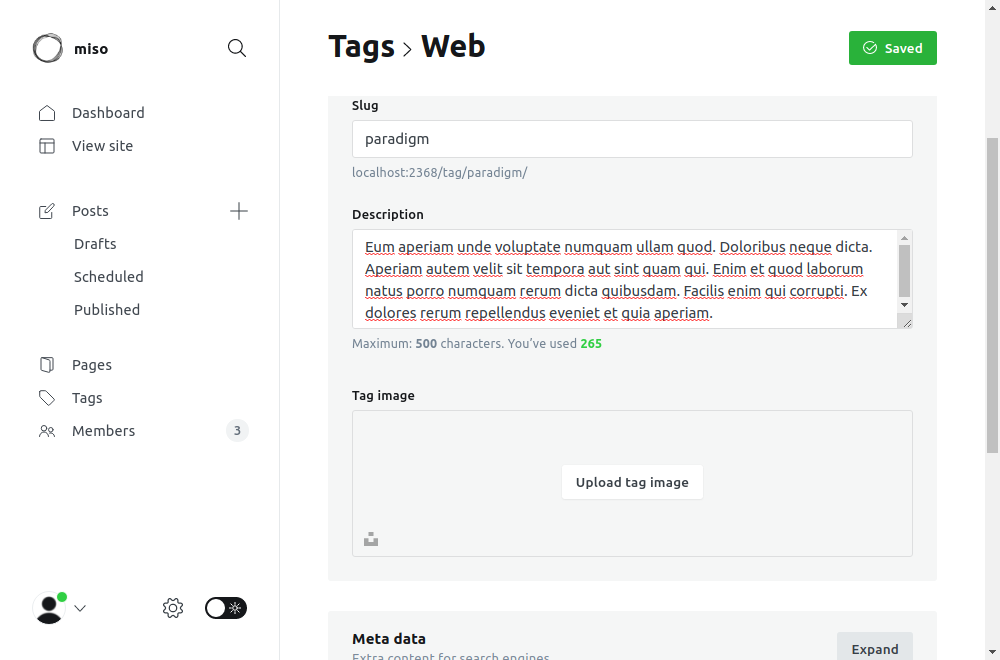 miso
Dashboard
View site
Posts
Drafts
Scheduled
Published
Pages
Tags
Members
3
Tags > Web
Saved
Slug
paradigm
localhost:2368/tag/paradigm/
Description
Eum aperiam unde voluptate numquam ullam quod. Doloribus neque dicta.
Aperiam autem velit sit tempora aut sint quam qui. Enim et quod laborum
natus porro numquam rerum dicta quibusdam. Facilis enim qui corrupti. Ex
dolores rerum repellendus eveniet et quia aperiam.
Maximum: 500 characters. You’ve used 265
Tag image
Upload tag image
Meta data
Extra content for search engines
Expand